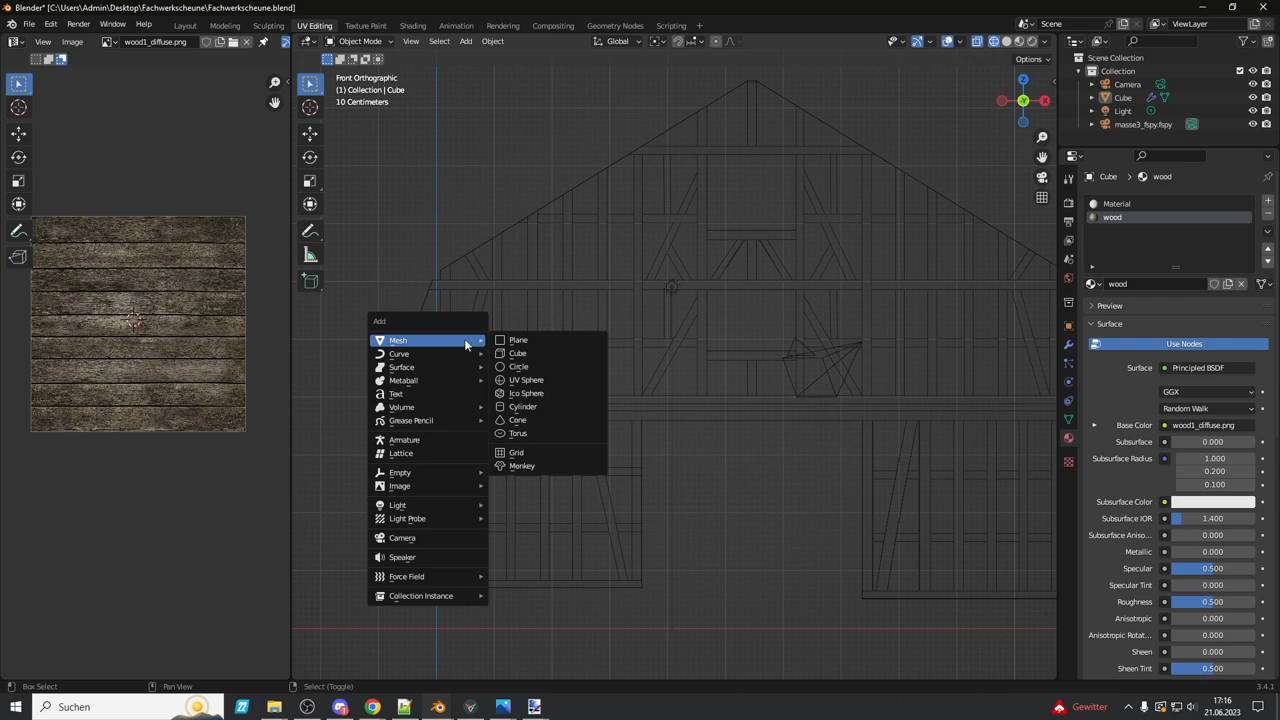 Blender* [C:\Users\Admin\Desktop\Fachwerkscheune\Fachwerkscheune.blend]
File Edit Render Window Help Layout Modeling Sculpting UV Editing Texture Paint Shading Animation Rendering Compositing Geometry Nodes Scripting + Scene ViewLayer
View Image wood1_diffuse.png Object Mode View Select Add Object Global
Options
Front Orthographic
(1) Collection | Cube
10 Centimeters
Z
-Y
X
Scene Collection
Collection
Camera
Cube
Light
masse3_fspy.fspy
Cube > wood
Material
wood
wood
Preview
Surface
Use Nodes
Surface Principled BSDF
GGX
Random Walk
Base Color wood1_diffuse.png
Subsurface 0.000
Subsurface Radius 1.000
0.200
0.100
Subsurface Color
Subsurface IOR 1.400
Subsurface Aniso... 0.000
Metallic 0.000
Specular 0.500
Specular Tint 0.000
Roughness 0.500
Anisotropic 0.000
Anisotropic Rotat... 0.000
Sheen 0.000
Sheen Tint 0.500
Add
Mesh
Curve
Surface
Metaball
Text
Volume
Grease Pencil
Armature
Lattice
Empty
Image
Light
Light Probe
Camera
Speaker
Force Field
Collection Instance
Plane
Cube
Circle
UV Sphere
Ico Sphere
Cylinder
Cone
Torus
Grid
Monkey
Box Select Pan View Select (Toggle) 3.4.1
Suchen Gewitter 17:16
21.06.2023